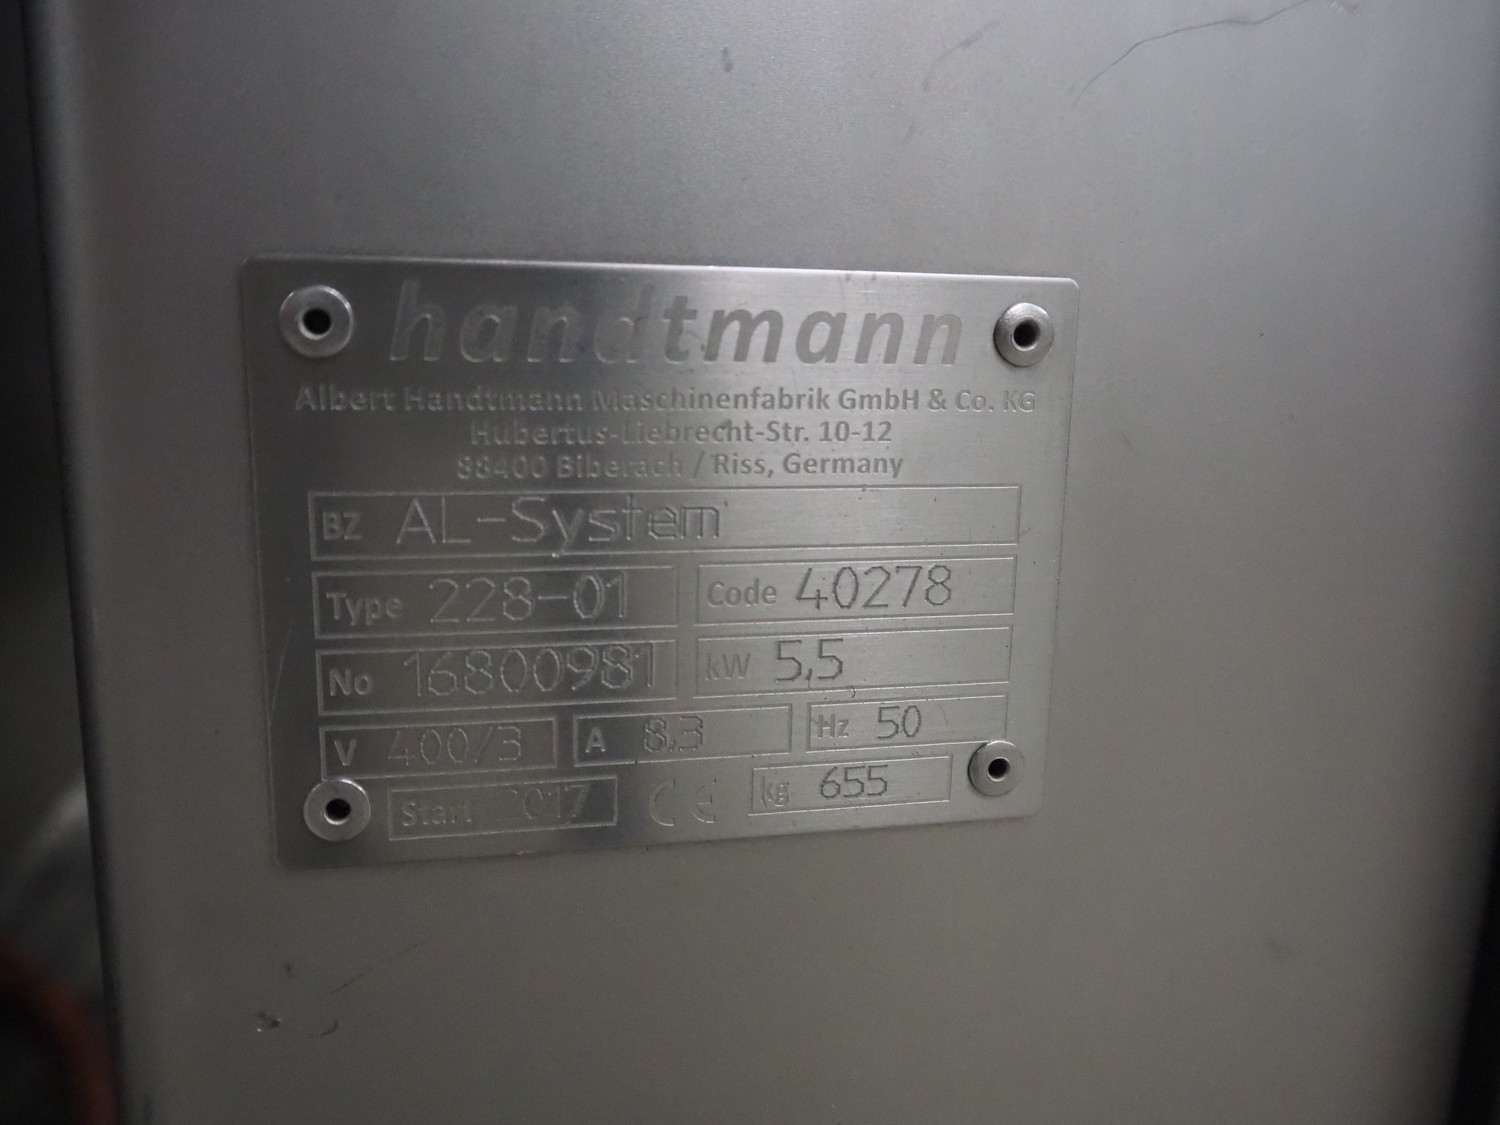 handtmann
Albert Handtmann Maschinenfabrik GmbH & Co. KG
Hubertus-Liebrecht-Str. 10-12
88400 Biberach / Riss, Germany
BZ AL-System
Type 228-01 Code 40278
No 16800981 kW 5,5
V 400/3 A 8,3 Hz 50
Start 2017 CE kg 655